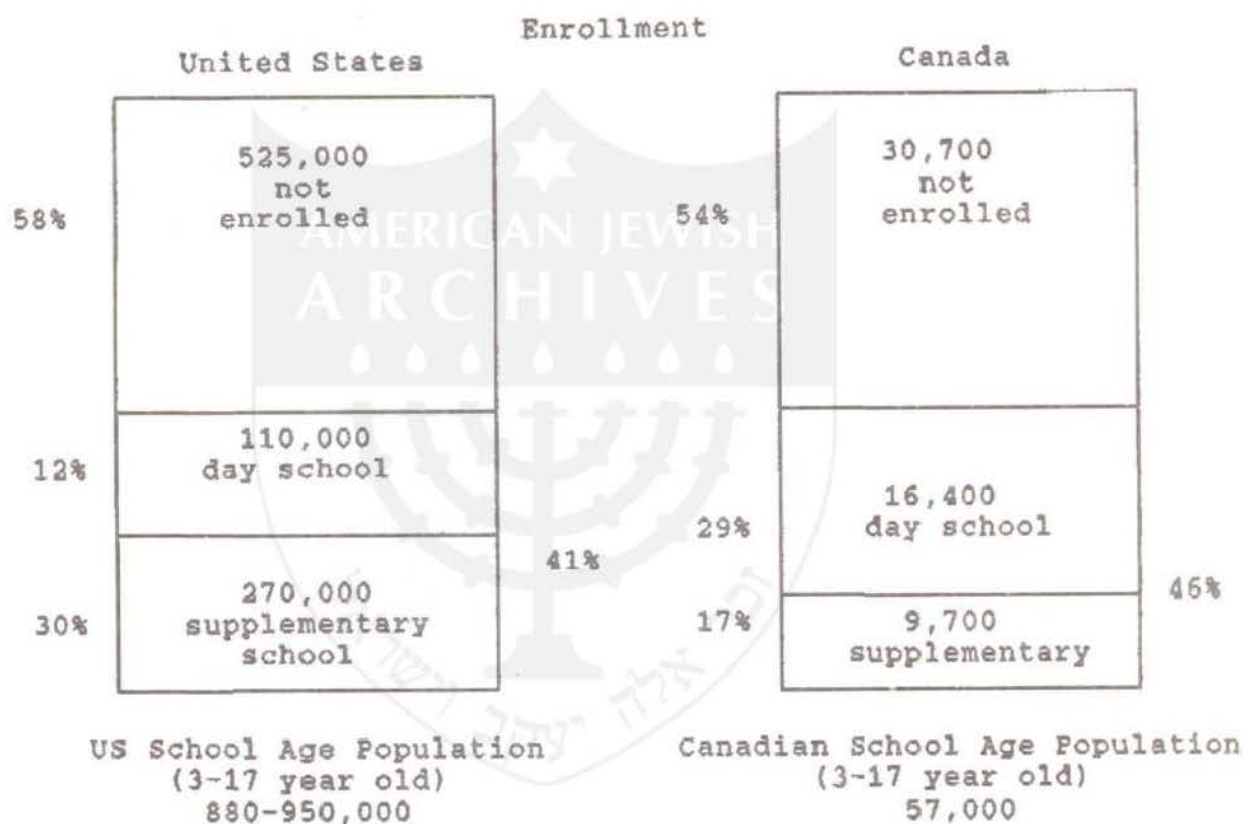 Enrollment
United States
525,000
not
enrolled
58%
110,000
day school
12%
270,000
supplementary
school
30%
41%
US School Age Population
(3-17 year old)
880-950,000
Canada
30,700
not
enrolled
54%
16,400
day school
29%
9,700
supplementary
17%
46%
Canadian School Age Population
(3-17 year old)
57,000
AMERICAN JEWISH
ARCHIVES